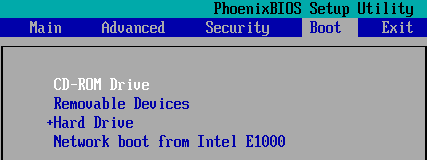 PhoenixBIOS Setup Utility
Main Advanced Security Boot Exit
CD-ROM Drive
Removable Devices
+Hard Drive
Network boot from Intel E1000